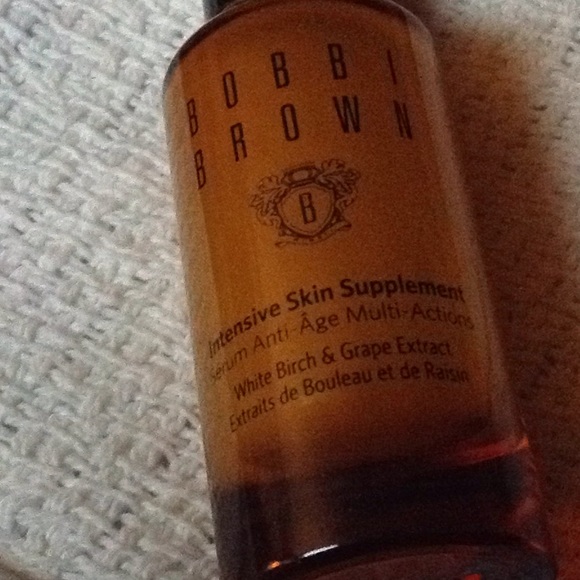 BOBBI
BROWN
B
Intensive Skin Supplement
Sérum Anti-Âge Multi-Actions
White Birch & Grape Extract
Extraits de Bouleau et de Raisin